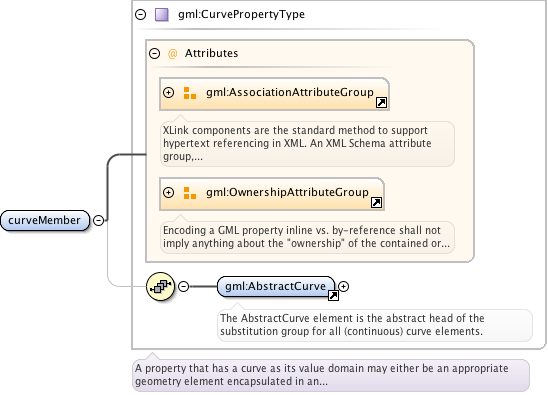 gml:CurvePropertyType
@ Attributes
gml:AssociationAttributeGroup
XLink components are the standard method to support
hypertext referencing in XML. An XML Schema attribute
group,...
gml:OwnershipAttributeGroup
Encoding a GML property inline vs. by-reference shall not
imply anything about the "ownership" of the contained or...
curveMember
gml:AbstractCurve
The AbstractCurve element is the abstract head of the
substitution group for all (continuous) curve elements.
A property that has a curve as its value domain may either be an appropriate
geometry element encapsulated in an...